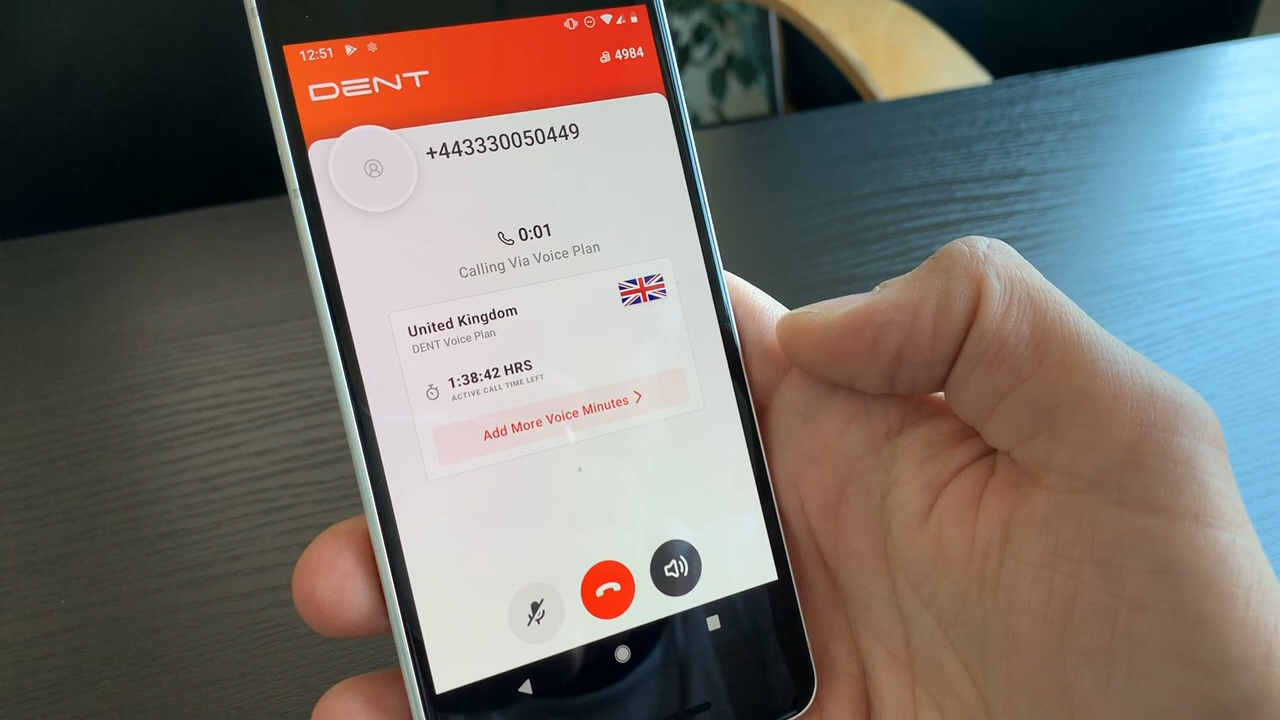 12:51
4984
DENT
+443330050449
0:01
Calling Via Voice Plan
United Kingdom
DENT Voice Plan
1:38:42 HRS
ACTIVE CALL TIME LEFT
Add More Voice Minutes